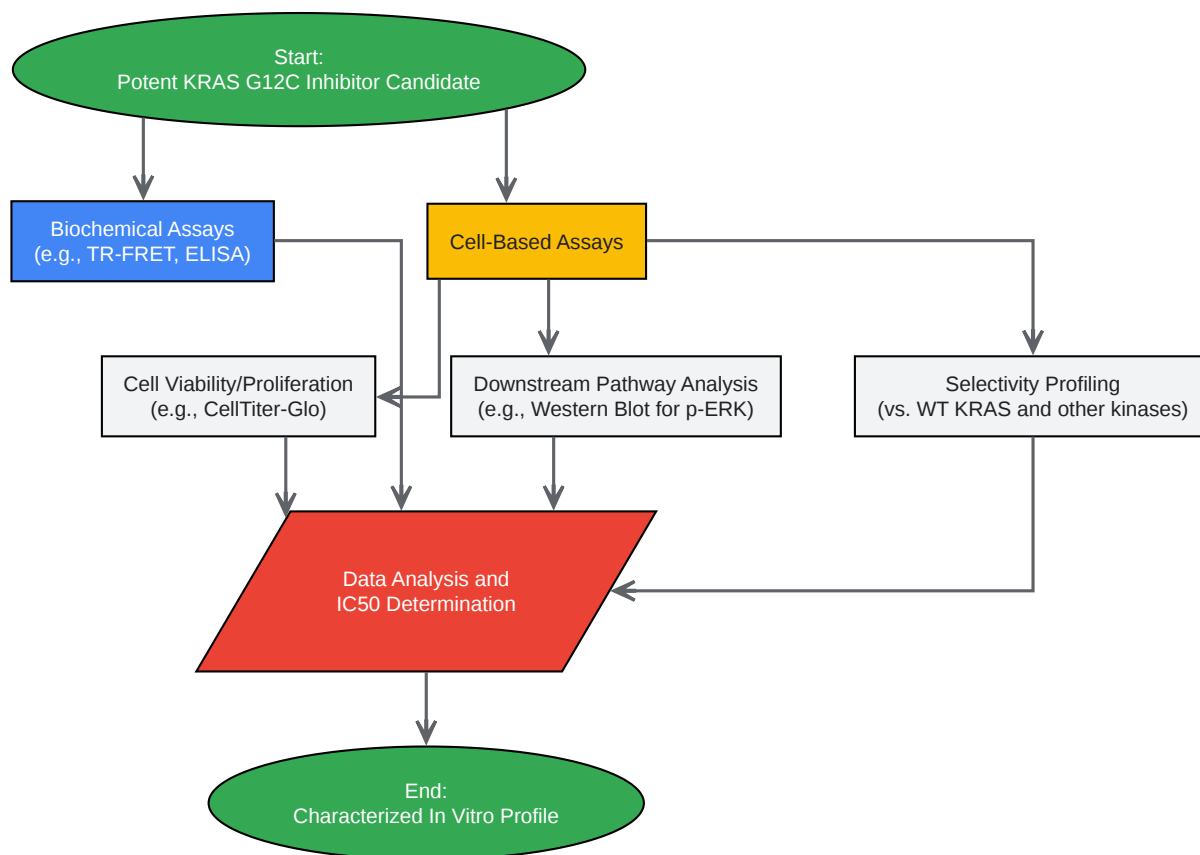 Start:
Potent KRAS G12C Inhibitor Candidate
Biochemical Assays
(e.g., TR-FRET, ELISA)
Cell-Based Assays
Cell Viability/Proliferation
(e.g., CellTiter-Glo)
Downstream Pathway Analysis
(e.g., Western Blot for p-ERK)
Selectivity Profiling
(vs. WT KRAS and other kinases)
Data Analysis and
IC50 Determination
End:
Characterized In Vitro Profile